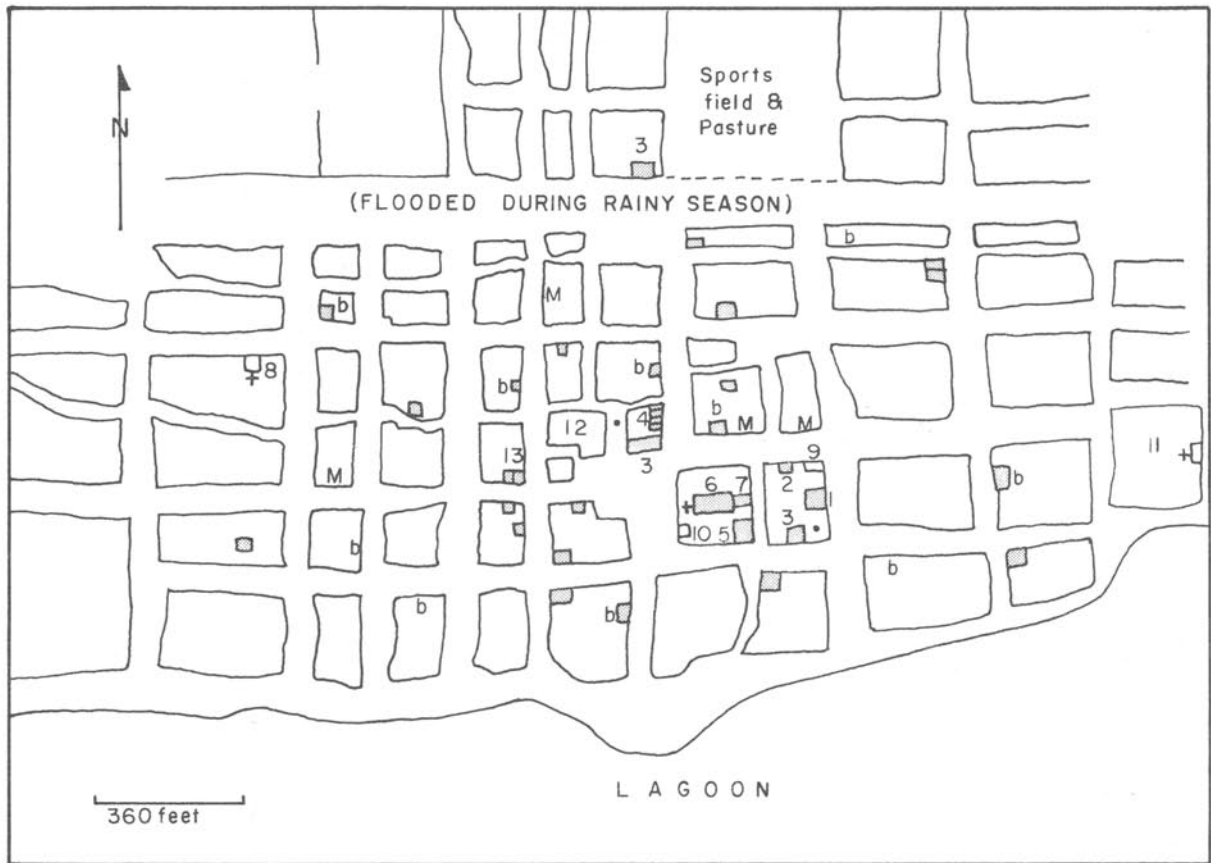 Sports
field &
Pasture
N
3
(FLOODED DURING RAINY SEASON)
b
M
b
8
b
b
b
12
4
M
M
11
13
3
9
M
6
7
2
1
b
10
5
3
b
b
b
b
LAGOON
360 feet